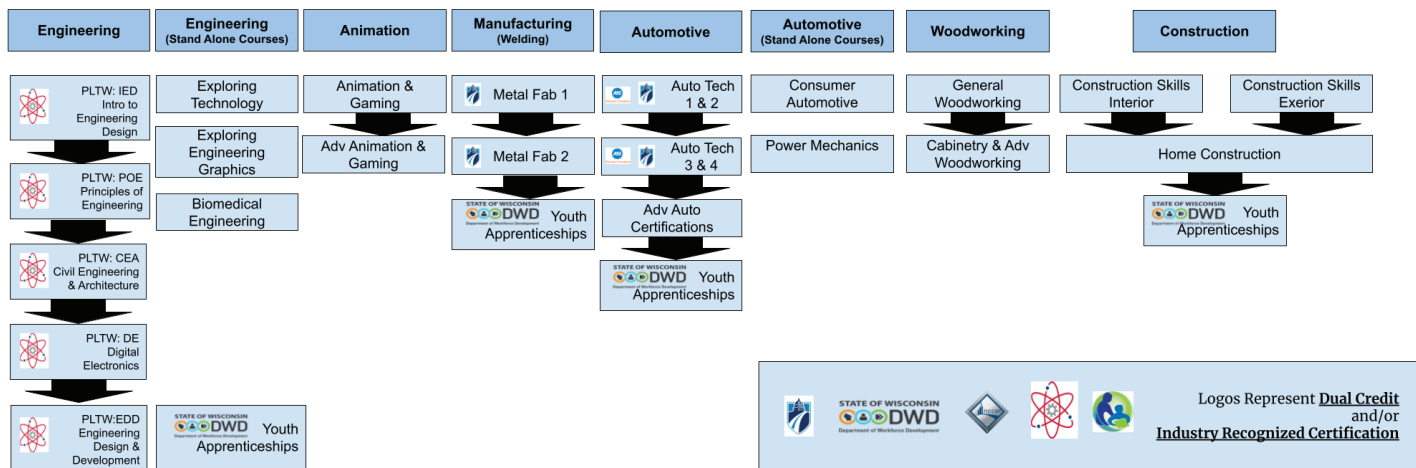 Engineering
Engineering
(Stand Alone Courses)
Animation
Manufacturing
(Welding)
Automotive
Automotive
(Stand Alone Courses)
Woodworking
Construction
PLTW: IED
Intro to
Engineering
Design
PLTW: POE
Principles of
Engineering
PLTW: CEA
Civil Engineering
& Architecture
PLTW: DE
Digital
Electronics
PLTW:EDD
Engineering
Design &
Development
Exploring
Technology
Exploring
Engineering
Graphics
Biomedical
Engineering
STATE OF WISCONSIN
DWD
Department of Workforce Development
Youth
Apprenticeships
Animation &
Gaming
Adv Animation &
Gaming
Metal Fab 1
Metal Fab 2
STATE OF WISCONSIN
DWD
Department of Workforce Development
Youth
Apprenticeships
Auto Tech
1 & 2
Auto Tech
3 & 4
Adv Auto
Certifications
STATE OF WISCONSIN
DWD
Department of Workforce Development
Youth
Apprenticeships
Consumer
Automotive
Power Mechanics
General
Woodworking
Cabinetry & Adv
Woodworking
Construction Skills
Interior
Construction Skills
Exerior
Home Construction
STATE OF WISCONSIN
DWD
Department of Workforce Development
Youth
Apprenticeships
STATE OF WISCONSIN
DWD
Department of Workforce Development
nccer
Logos Represent Dual Credit
and/or
Industry Recognized Certification